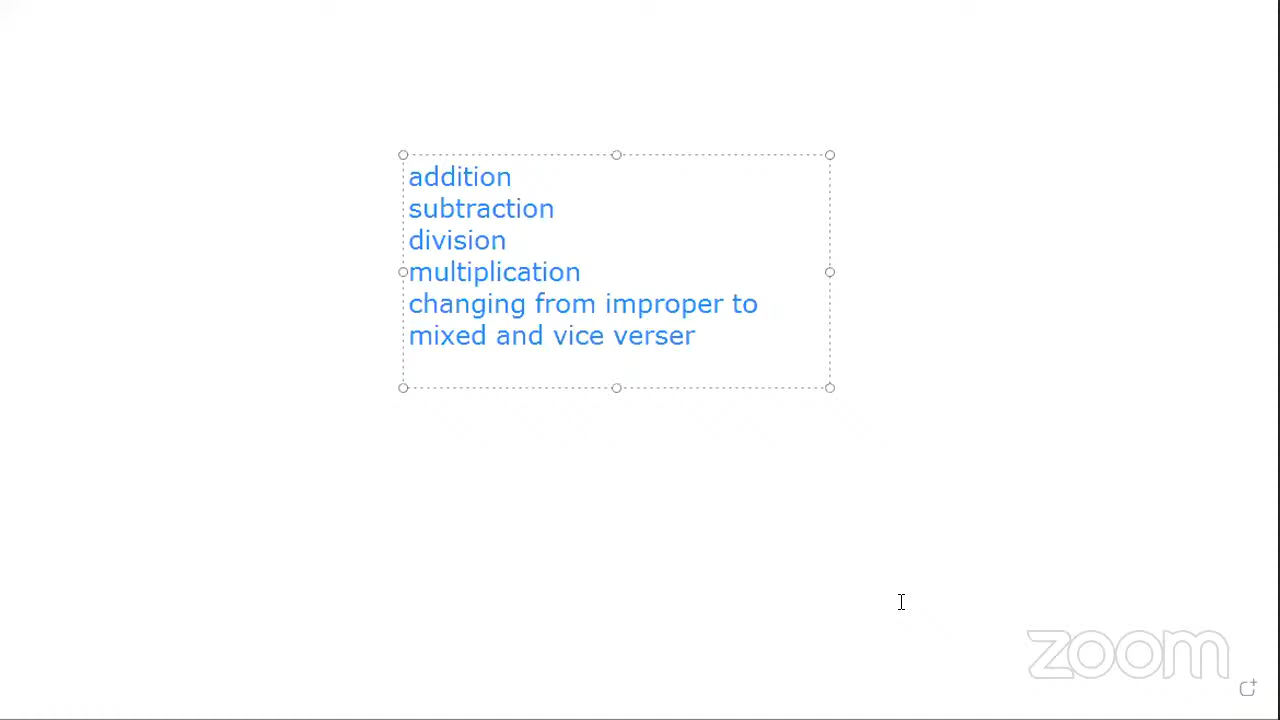 addition
subtraction
division
multiplication
changing from improper to
mixed and vice verser
zoom